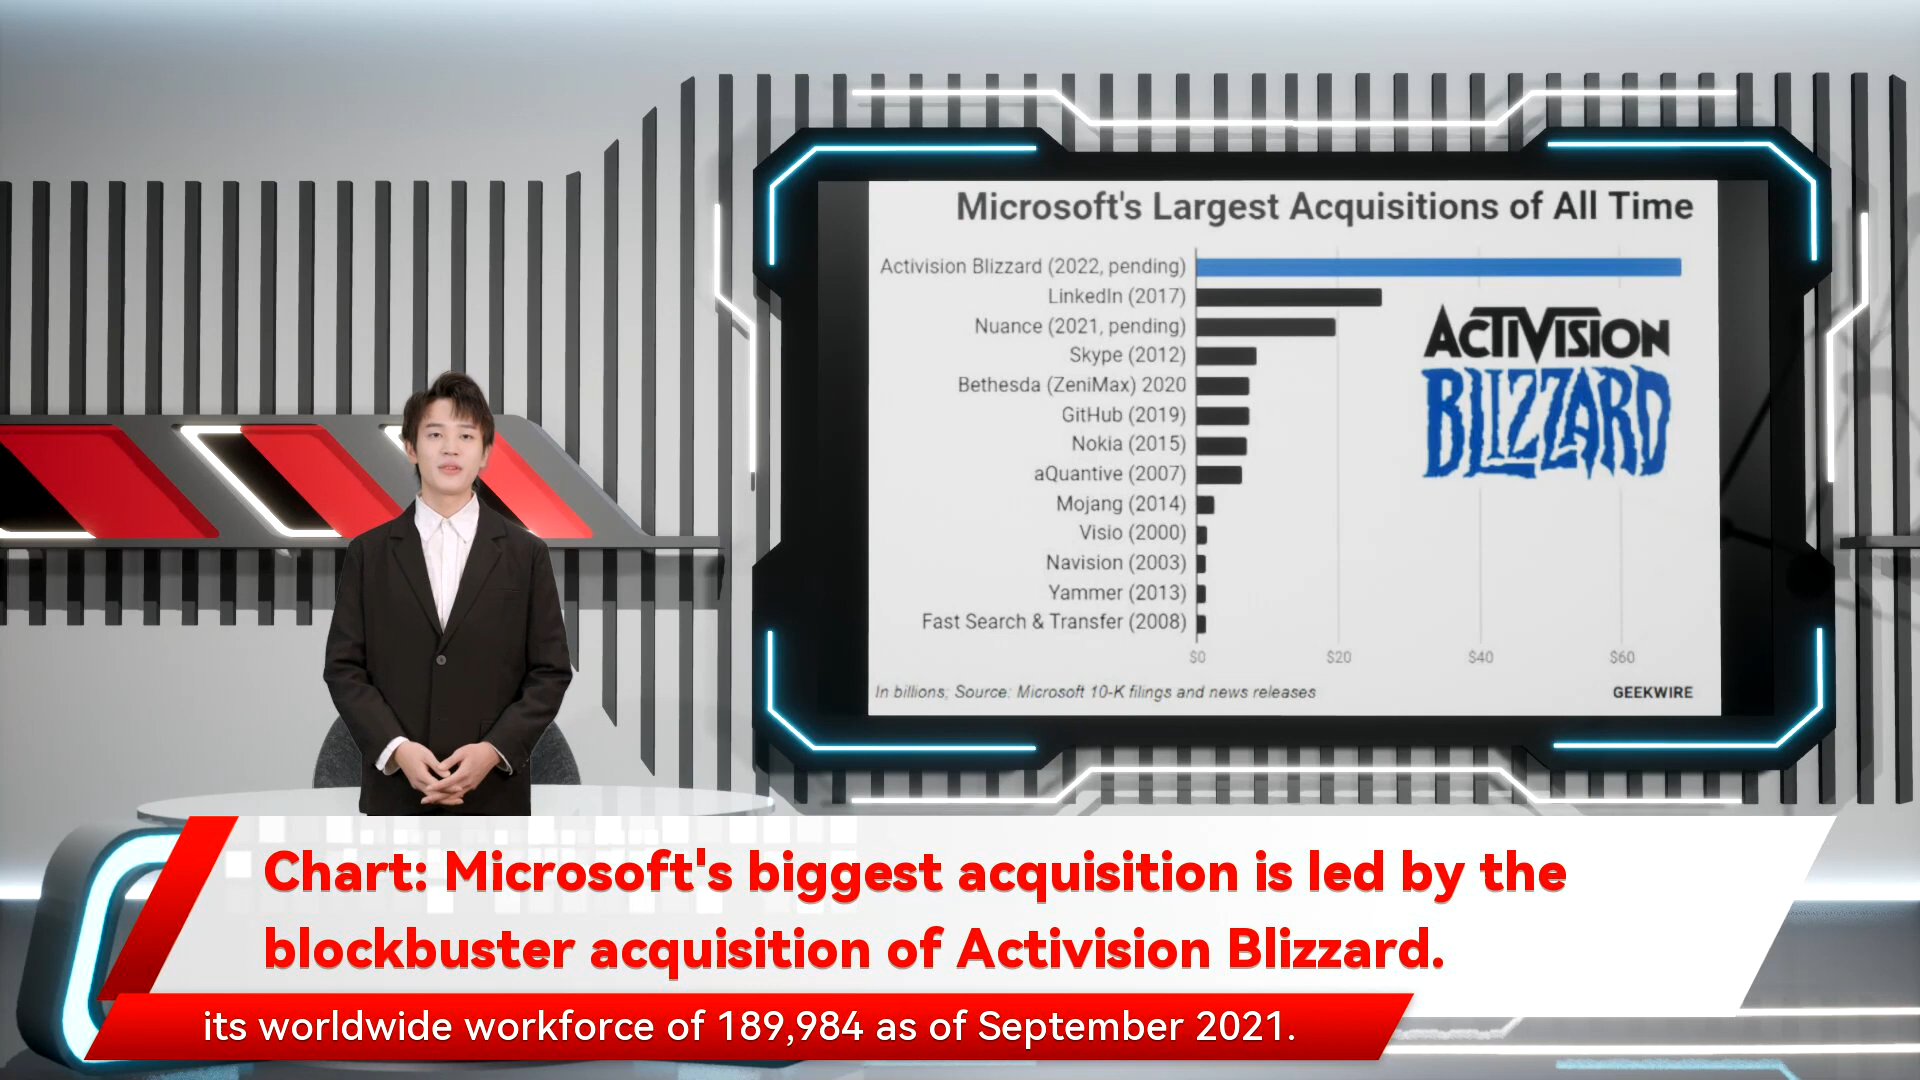 Microsoft's Largest Acquisitions of All Time
Activision Blizzard (2022, pending)
LinkedIn (2017)
Nuance (2021, pending)
Skype (2012)
Bethesda (ZeniMax) 2020
GitHub (2019)
Nokia (2015)
aQuantive (2007)
Mojang (2014)
Visio (2000)
Navision (2003)
Yammer (2013)
Fast Search & Transfer (2008)
ACTIVISION
BLIZZARD
$0 $20 $40 $60
In billions; Source: Microsoft 10-K filings and news releases
GEEKWIRE
Chart: Microsoft's biggest acquisition is led by the
blockbuster acquisition of Activision Blizzard.
its worldwide workforce of 189,984 as of September 2021.